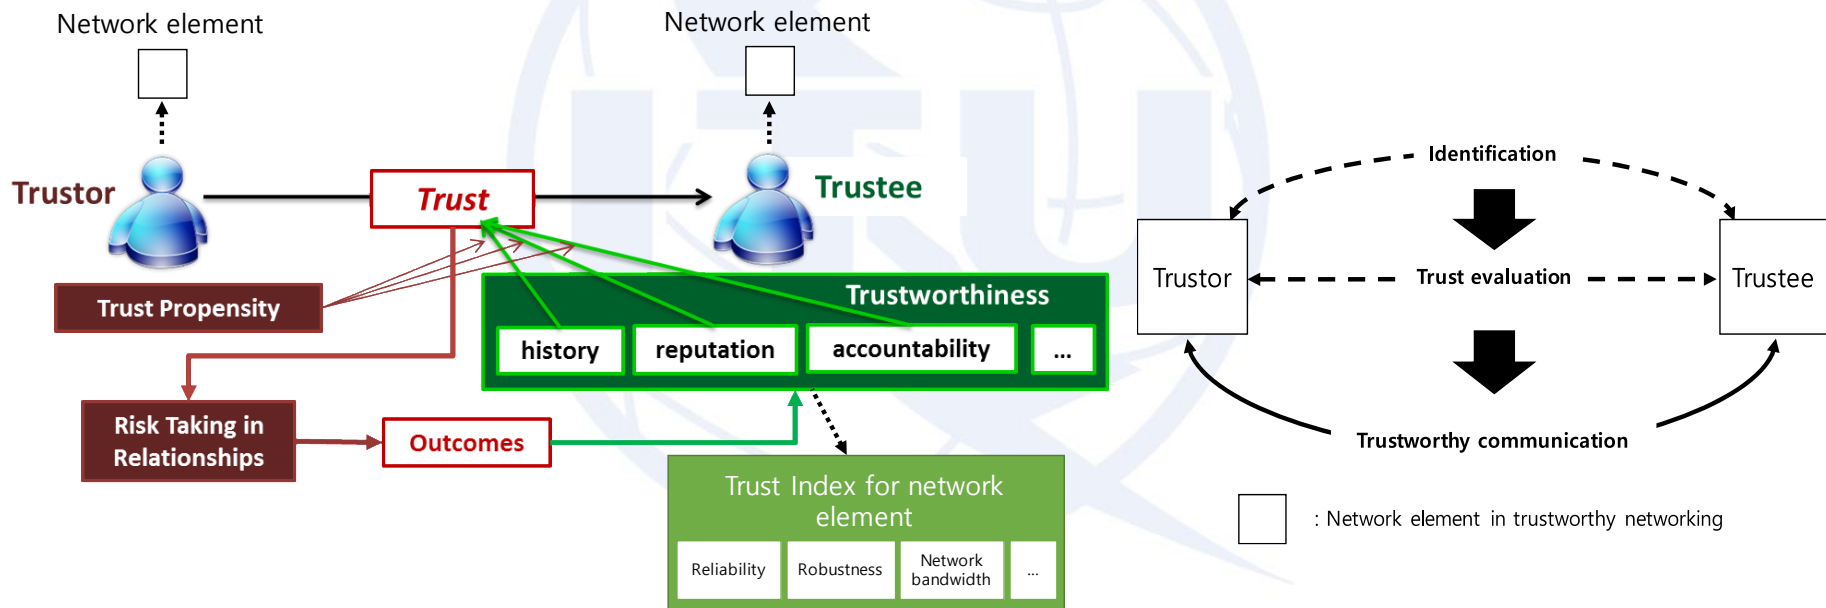 Network element
Network element
Trustor
Trust
Trustee
Trust Propensity
Trustworthiness
history
reputation
accountability
...
Risk Taking in
Relationships
Outcomes
Trust Index for network
element
Reliability
Robustness
Network
bandwidth
...
Identification
Trustor
Trust evaluation
Trustee
Trustworthy communication
: Network element in trustworthy networking
ITU